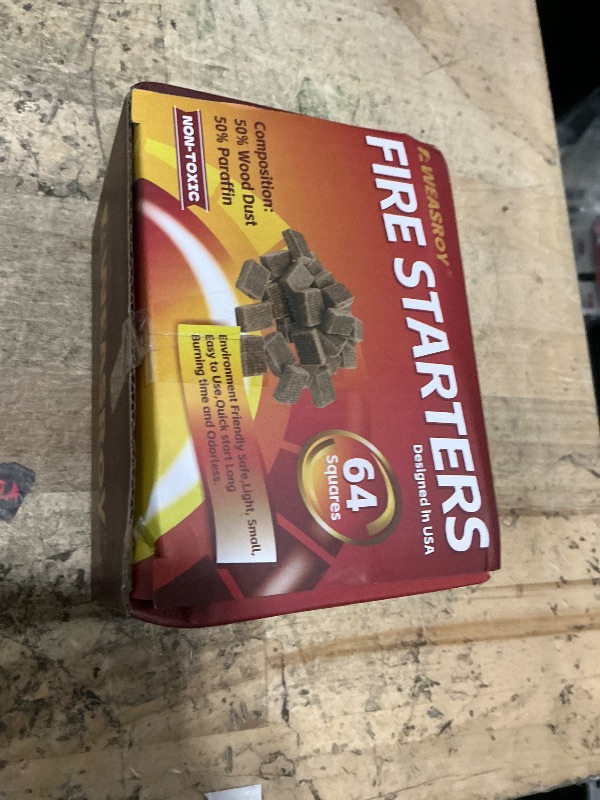 F. WEASROY
FIRE STARTERS
Designed in USA
Composition:
50% Wood Dust
50% Paraffin
NON-TOXIC
64
Squares
Environment Friendly Safe,Light, Small,
Easy to Use,Quick start Long
Burning time and Odorless.